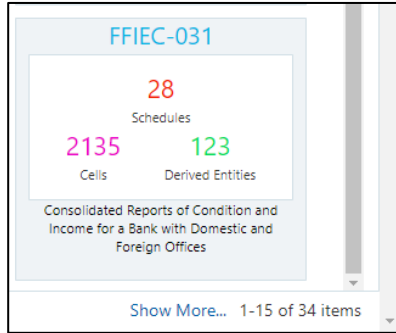 FFIEC-031
28
Schedules
2135 123
Cells Derived Entities
Consolidated Reports of Condition and
Income for a Bank with Domestic and
Foreign Offices
Show More... 1-15 of 34 items